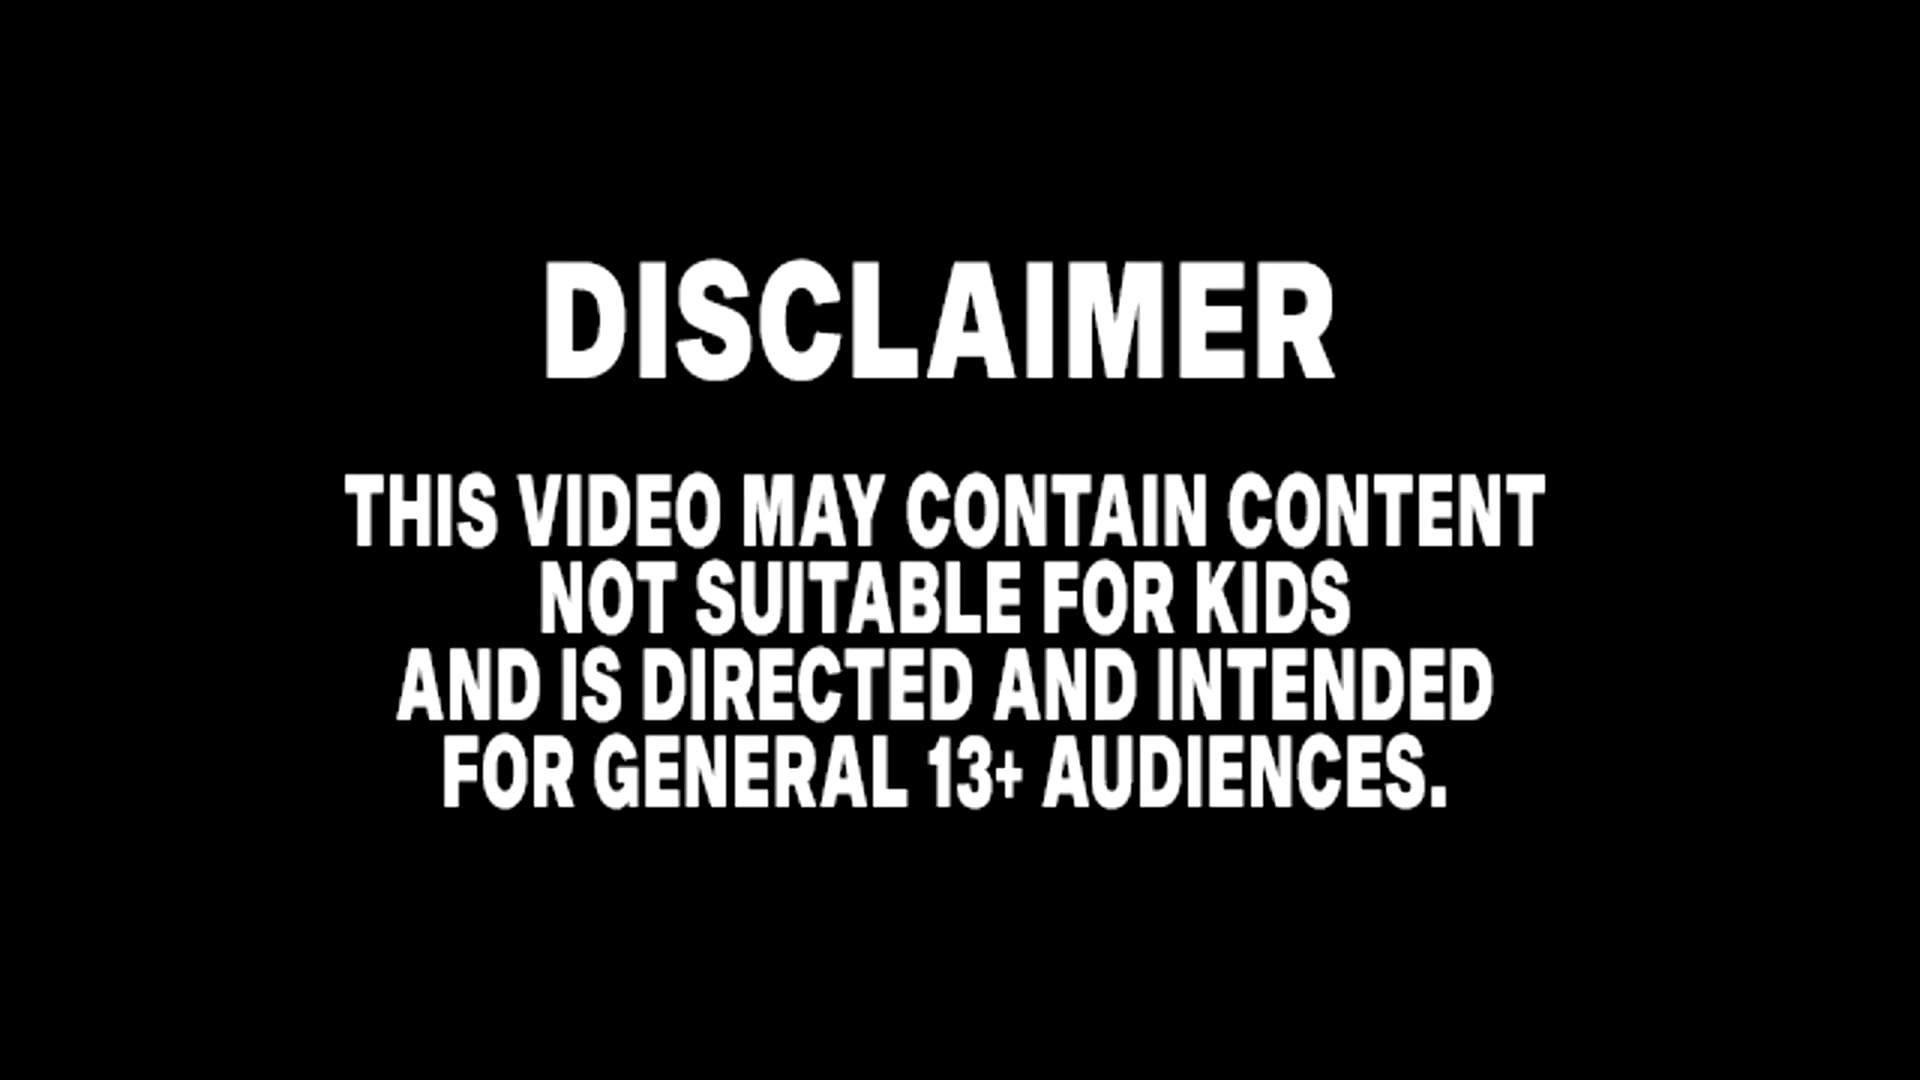 DISCLAIMER
THIS VIDEO MAY CONTAIN CONTENT
NOT SUITABLE FOR KIDS
AND IS DIRECTED AND INTENDED
FOR GENERAL 13+ AUDIENCES.